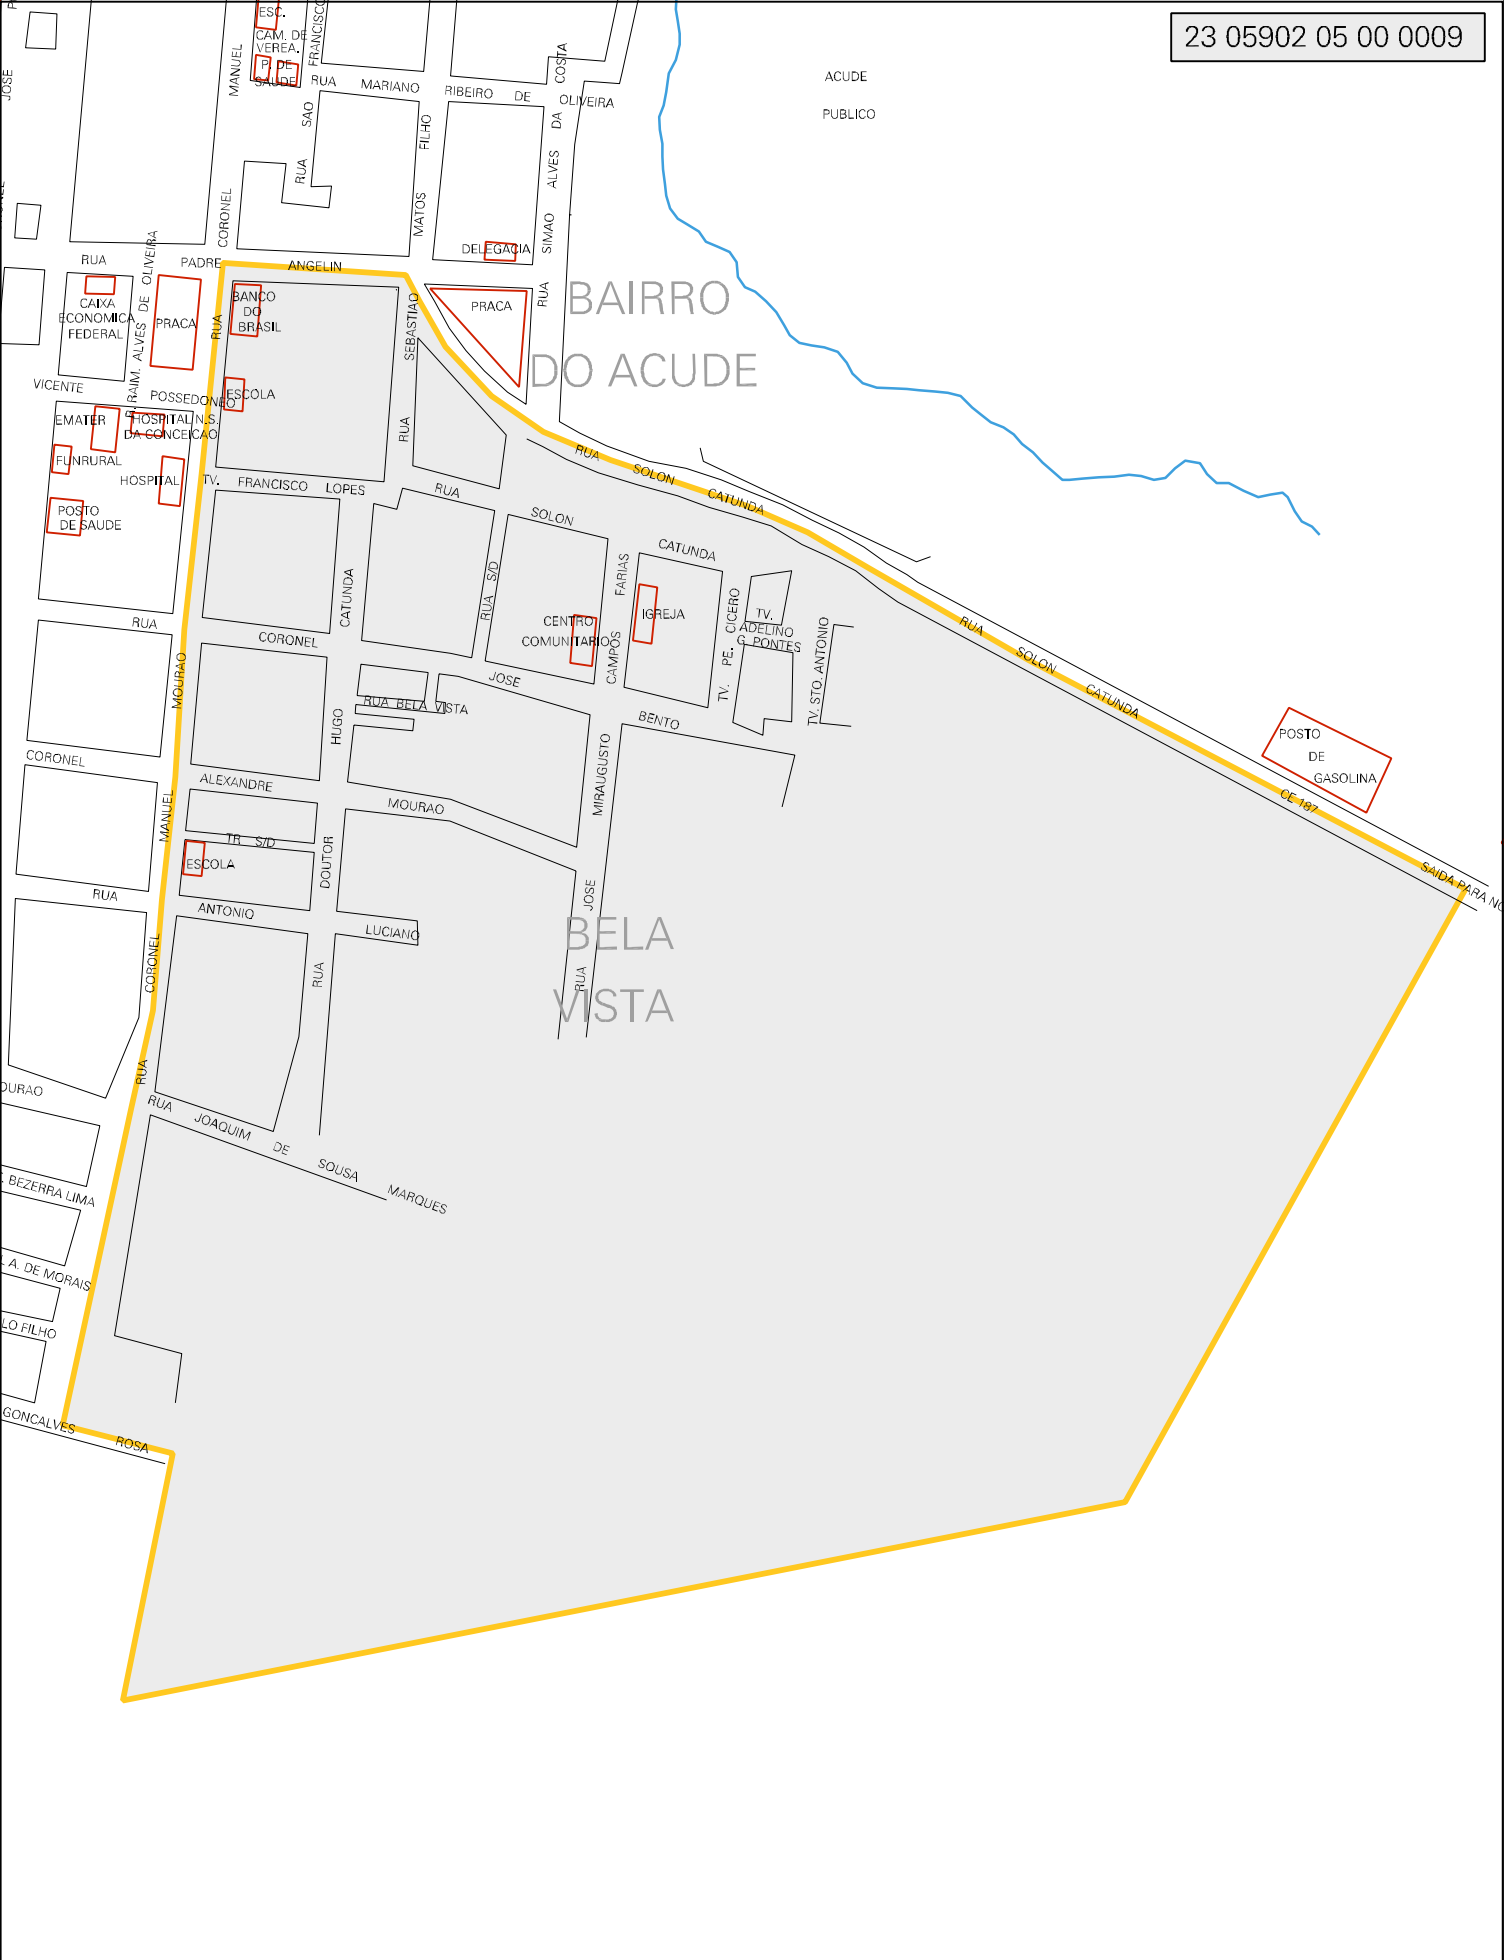 23 05902 05 00 0009
ESC.
CAM. DE
VEREA.
P. DE
SAUDE
MANUEL
FRANCISCO
JOSE
COSTA
ACUDE
PUBLICO
RUA MARIANO RIBEIRO DE OLIVEIRA
SAO
RUA
FILHO
MATOS
DA
ALVES
SIMAO
RUA
CORONEL
DELEGACIA
RUA PADRE ANGELIN
OLIVEIRA
DE
ALVES
RAIM.
CAIXA
ECONOMICA
FEDERAL
PRACA
RUA
BANCO
DO
BRASIL
SEBASTIAO
RUA
PRACA
BAIRRO
DO ACUDE
VICENTE POSSEDONEO
ESCOLA
EMATER
HOSPITAL N.S.
DA CONCEICAO
FUNRURAL
HOSPITAL
POSTO
DE SAUDE
TV. FRANCISCO LOPES
RUA SOLON CATUNDA
RUA SOLON CATUNDA
CATUNDA
RUA S/D
FARIAS
CAMPOS
CENTRO
COMUNITARIO
IGREJA
TV. PE. CICERO
TV.
ADELINO
G. PONTES
TV. STO. ANTONIO
RUA SOLON CATUNDA
RUA
CORONEL
JOSE
BENTO
MOURAO
RUA BELA VISTA
HUGO
MIRAUGUSTO
POSTO
DE
GASOLINA
CE 187
SAIDA PARA
CORONEL
ALEXANDRE
MOURAO
MANUEL
TR S/D
ESCOLA
DOUTOR
JOSE
RUA
ANTONIO
LUCIANO
BELA
VISTA
CORONEL
RUA
RUA
RUA
OURAO
RUA JOAQUIM DE SOUSA MARQUES
BEZERRA LIMA
A. DE MORAIS
LO FILHO
GONCALVES ROSA